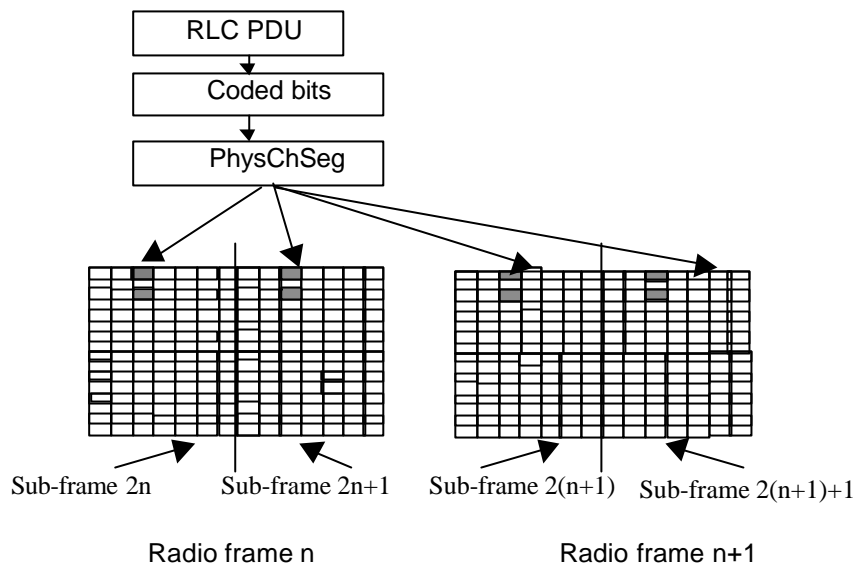 RLC PDU
Coded bits
PhysChSeg
Sub-frame 2n
Sub-frame 2n+1
Sub-frame 2(n+1)
Sub-frame 2(n+1)+1
Radio frame n
Radio frame n+1